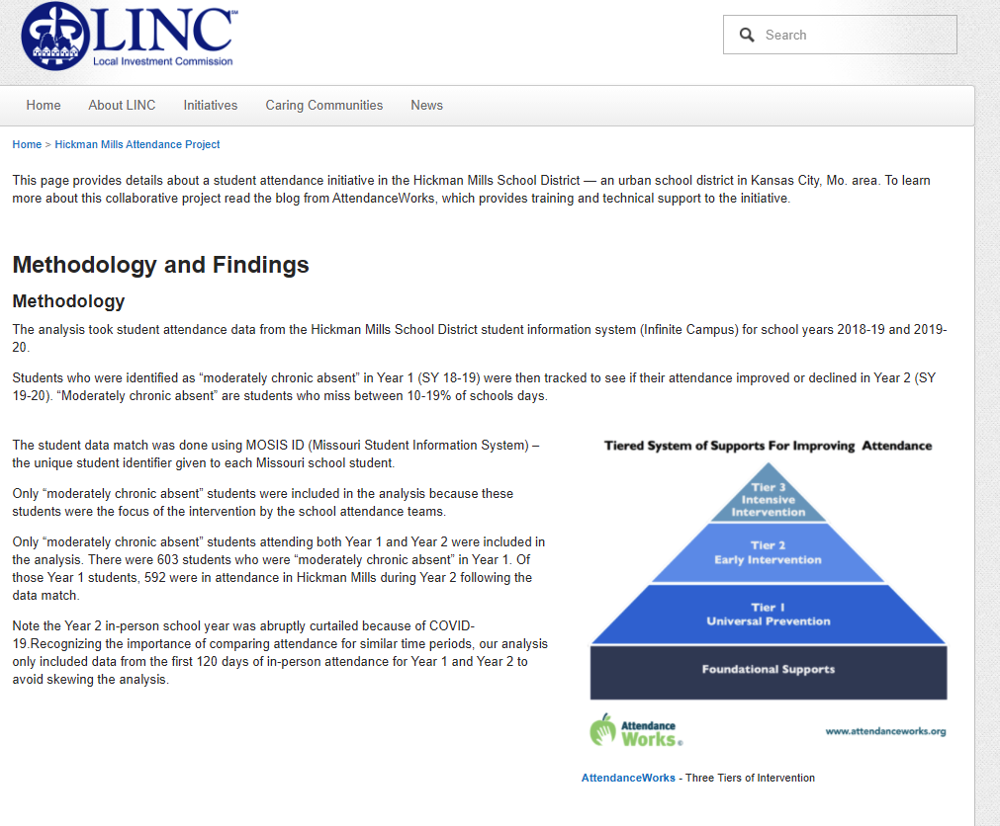 LINC℠
Local Investment Commission
Search
Home About LINC Initiatives Caring Communities News
Home > Hickman Mills Attendance Project
This page provides details about a student attendance initiative in the Hickman Mills School District — an urban school district in Kansas City, Mo. area. To learn
more about this collaborative project read the blog from AttendanceWorks, which provides training and technical support to the initiative.
Methodology and Findings
Methodology
The analysis took student attendance data from the Hickman Mills School District student information system (Infinite Campus) for school years 2018-19 and 2019-
20.
Students who were identified as “moderately chronic absent” in Year 1 (SY 18-19) were then tracked to see if their attendance improved or declined in Year 2 (SY
19-20). “Moderately chronic absent” are students who miss between 10-19% of schools days.
The student data match was done using MOSIS ID (Missouri Student Information System) –
the unique student identifier given to each Missouri school student.
Only “moderately chronic absent” students were included in the analysis because these
students were the focus of the intervention by the school attendance teams.
Only “moderately chronic absent” students attending both Year 1 and Year 2 were included in
the analysis. There were 603 students who were “moderately chronic absent” in Year 1. Of
those Year 1 students, 592 were in attendance in Hickman Mills during Year 2 following the
data match.
Note the Year 2 in-person school year was abruptly curtailed because of COVID-
19.Recognizing the importance of comparing attendance for similar time periods, our analysis
only included data from the first 120 days of in-person attendance for Year 1 and Year 2 to
avoid skewing the analysis.
Tiered System of Supports For Improving Attendance
Tier 3
Intensive
Intervention
Tier 2
Early Intervention
Tier 1
Universal Prevention
Foundational Supports
Attendance
Works®
www.attendanceworks.org
AttendanceWorks - Three Tiers of Intervention